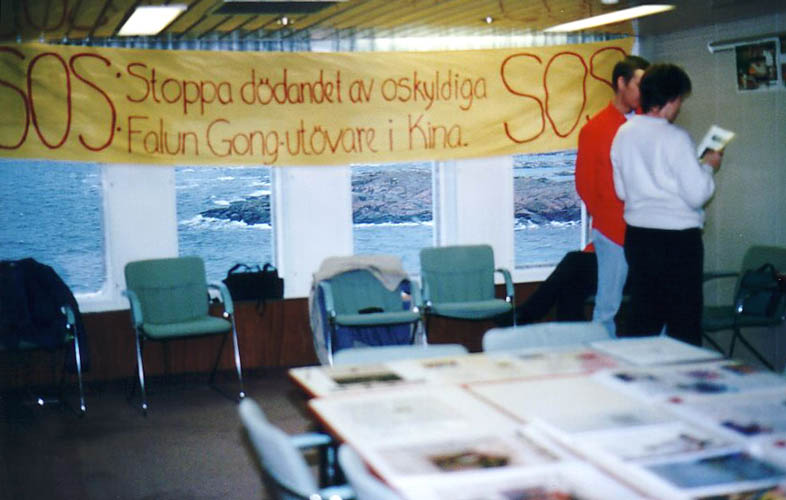 SOS: Stoppa dödandet av oskyldiga SOS
Falun Gong-utövare i Kina.